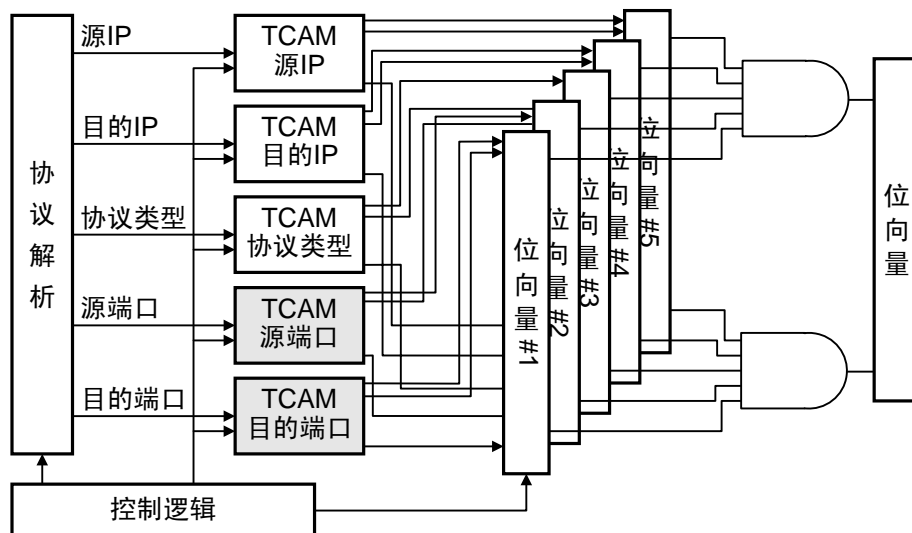 协议解析
源IP
目的IP
协议类型
源端口
目的端口
TCAM
源IP
TCAM
目的IP
TCAM
协议类型
TCAM
源端口
TCAM
目的端口
控制逻辑
位向量#1
位向量#2
位向量#3
位向量#4
位向量#5
位向量